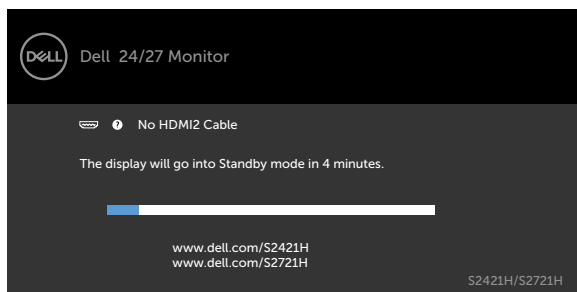 DELL
Dell 24/27 Monitor
? No HDMI2 Cable
The display will go into Standby mode in 4 minutes.
www.dell.com/S2421H
www.dell.com/S2721H
S2421H/S2721H